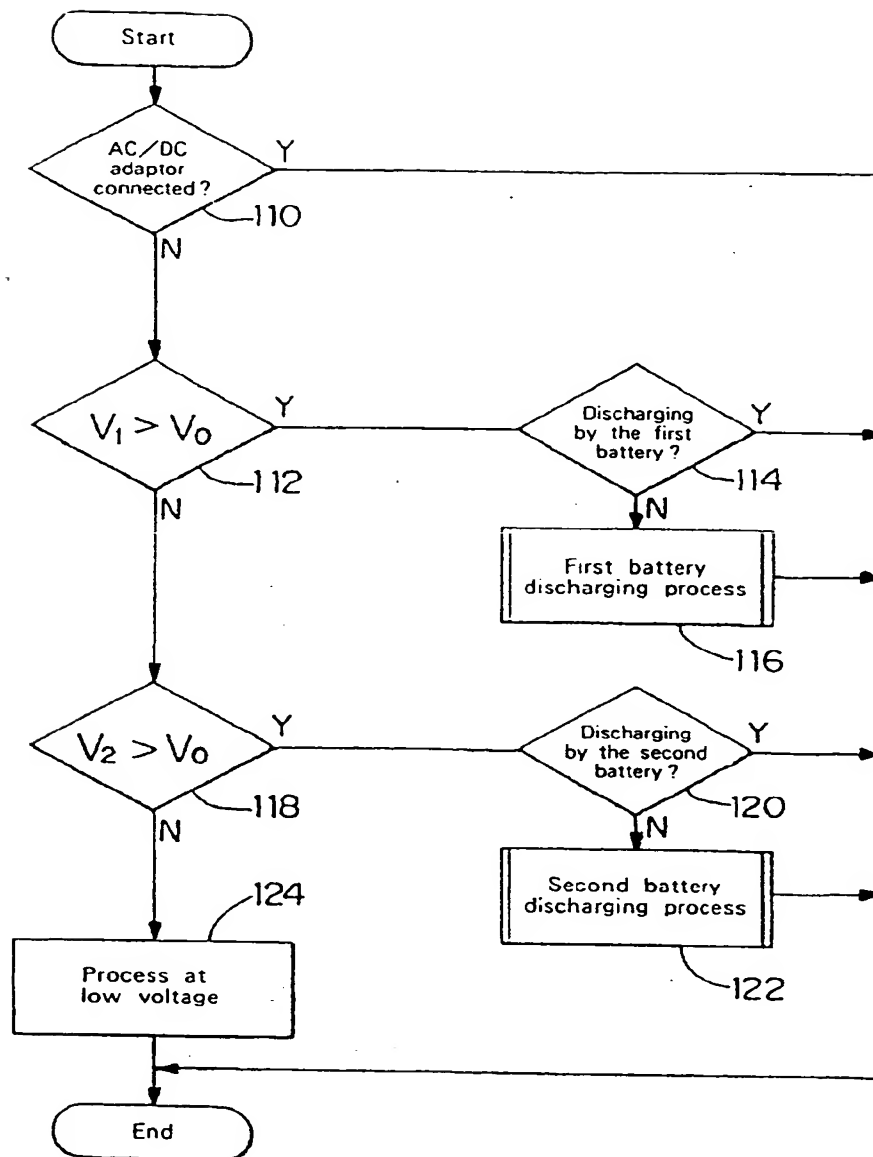 Start
AC/DC
adaptor
connected?
Y
110
N
V1 > V0
Y
112
N
Discharging
by the first
battery?
Y
114
N
First battery
discharging process
116
V2 > V0
Y
118
N
Discharging
by the second
battery?
Y
120
N
Second battery
discharging process
122
124
Process at
low voltage
End